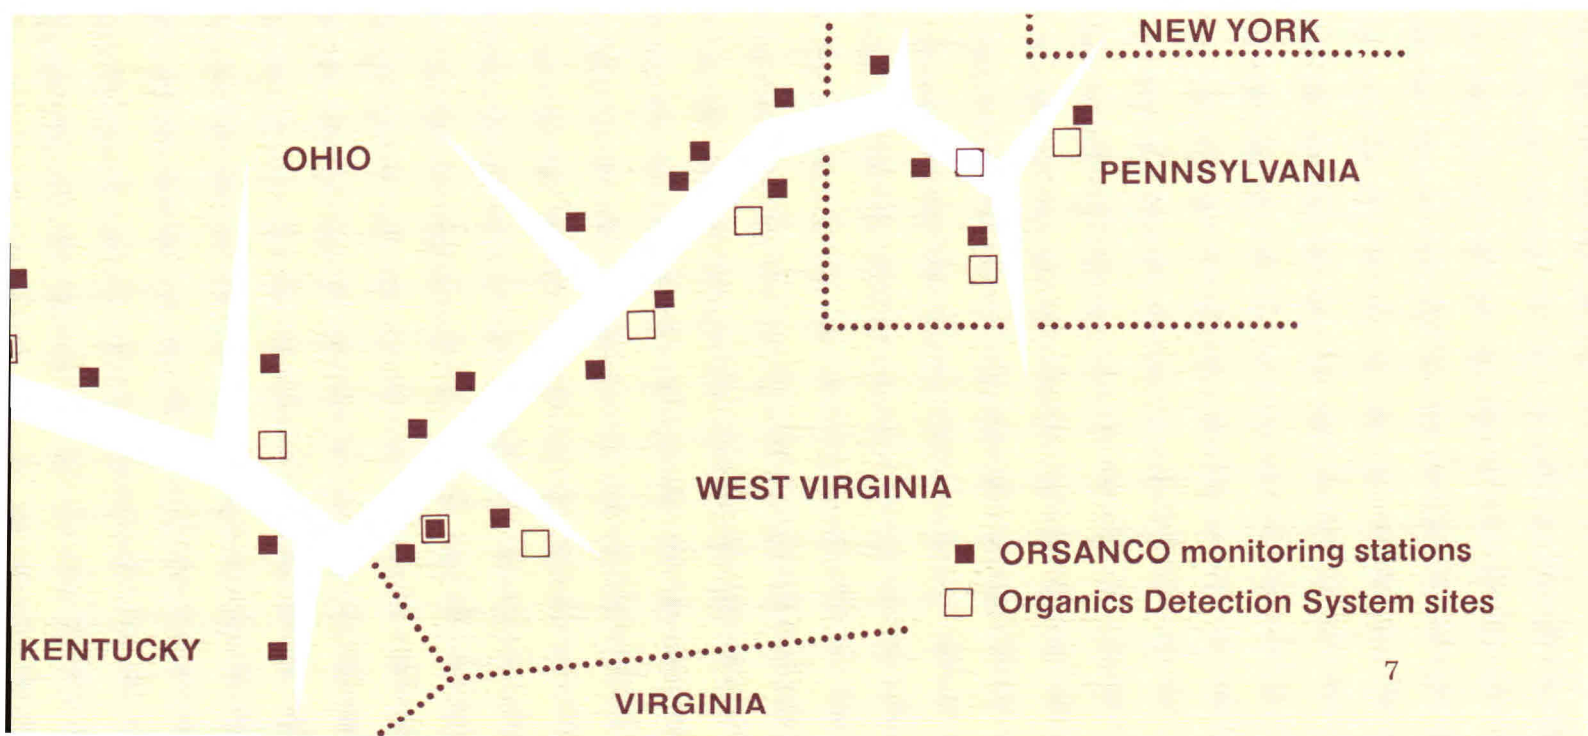 NEW YORK
OHIO
PENNSYLVANIA
WEST VIRGINIA
ORSANCO monitoring stations
Organics Detection System sites
KENTUCKY
7
VIRGINIA